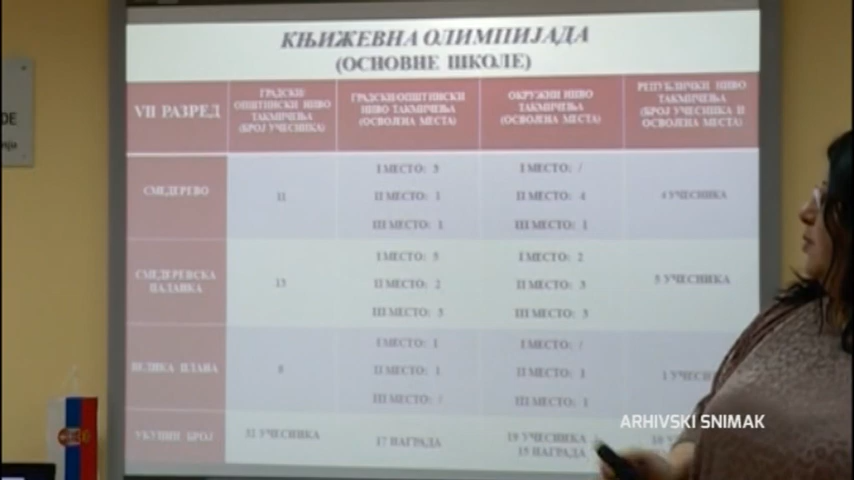 DE
КЊИЖЕВНА ОЛИМПИЈАДА
(ОСНОВНЕ ШКОЛЕ)
VII РАЗРЕД
ГРАДСКИ/
ОПШТИНСКИ НИВО
ТАКМИЧЕЊА
(БРОЈ УЧЕСНИКА)
ГРАДСКИ/ОПШТИНСКИ
НИВО ТАКМИЧЕЊА
(ОСВОЈЕНА МЕСТА)
ОКРУЖНИ НИВО
ТАКМИЧЕЊА
(ОСВОЈЕНА МЕСТА)
РЕПУБЛИЧКИ НИВО
ТАКМИЧЕЊА
(БРОЈ УЧЕСНИКА И
ОСВОЈЕНА МЕСТА)
СМЕДЕРЕВО
11
I МЕСТО: 3
II МЕСТО: 1
III МЕСТО: 1
I МЕСТО: /
II МЕСТО: 4
III МЕСТО: 1
4 УЧЕСНИКА
СМЕДЕРЕВСКА
ПАЛАНКА
13
I МЕСТО: 5
II МЕСТО: 2
III МЕСТО: 3
I МЕСТО: 2
II МЕСТО: 3
III МЕСТО: 3
5 УЧЕСНИКА
ВЕЛИКА ПЛАНА
8
I МЕСТО: 1
II МЕСТО: 1
III МЕСТО: /
I МЕСТО: /
II МЕСТО: 1
III МЕСТО: 1
УКУПАН БРОЈ
32 УЧЕСНИКА
17 НАГРАДА
19 УЧЕСНИКА
15 НАГРАДА
ARHIVSKI SNIMAK